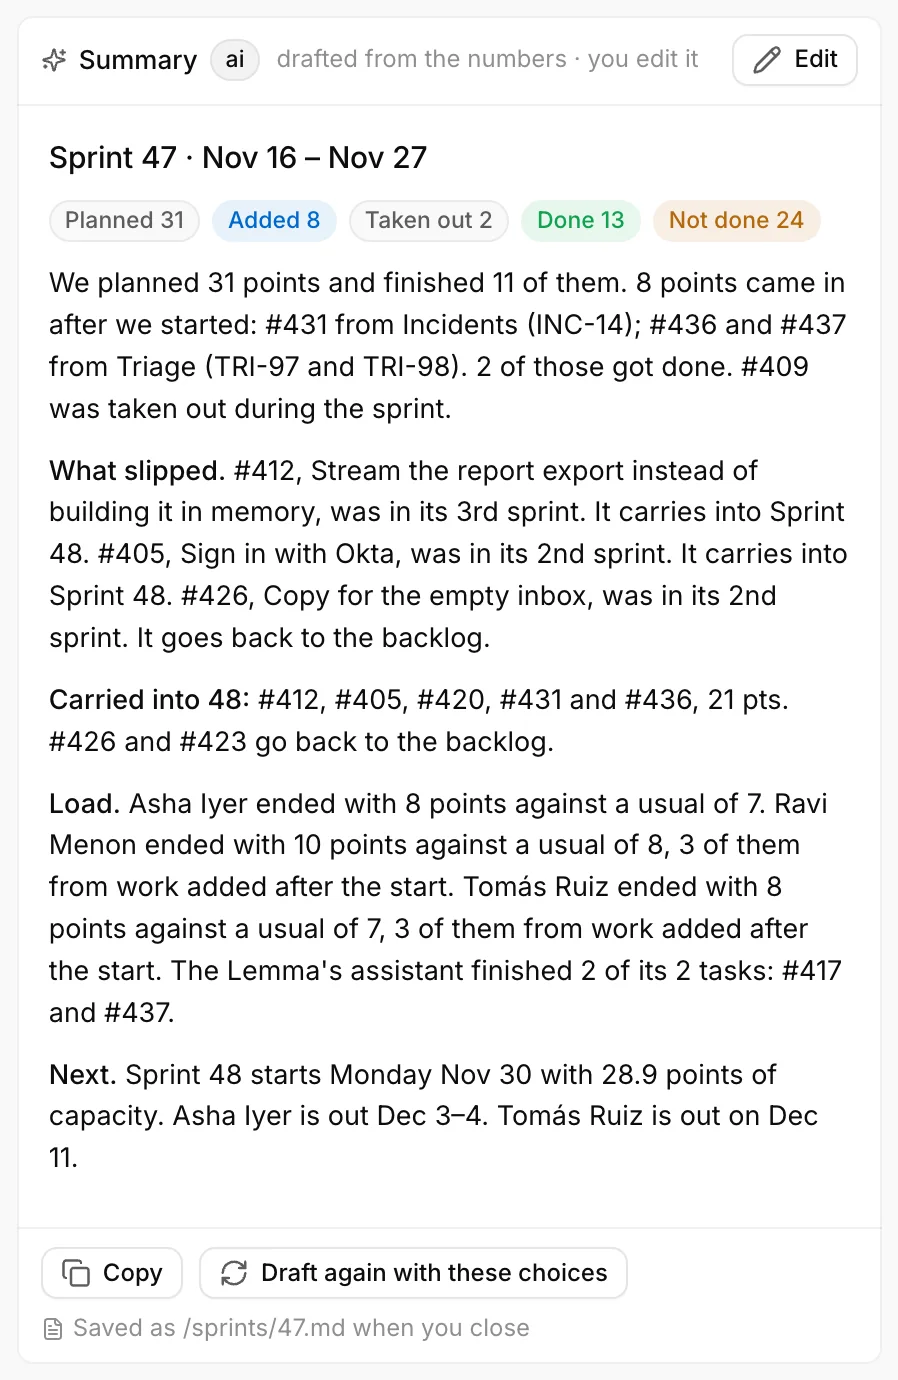 Summary ai drafted from the numbers · you edit it Edit
Sprint 47 · Nov 16 – Nov 27
Planned 31 Added 8 Taken out 2 Done 13 Not done 24
We planned 31 points and finished 11 of them. 8 points came in
after we started: #431 from Incidents (INC-14); #436 and #437
from Triage (TRI-97 and TRI-98). 2 of those got done. #409
was taken out during the sprint.
What slipped. #412, Stream the report export instead of
building it in memory, was in its 3rd sprint. It carries into Sprint
48. #405, Sign in with Okta, was in its 2nd sprint. It carries into
Sprint 48. #426, Copy for the empty inbox, was in its 2nd
sprint. It goes back to the backlog.
Carried into 48: #412, #405, #420, #431 and #436, 21 pts.
#426 and #423 go back to the backlog.
Load. Asha Iyer ended with 8 points against a usual of 7. Ravi
Menon ended with 10 points against a usual of 8, 3 of them
from work added after the start. Tomás Ruiz ended with 8
points against a usual of 7, 3 of them from work added after
the start. The Lemma's assistant finished 2 of its 2 tasks: #417
and #437.
Next. Sprint 48 starts Monday Nov 30 with 28.9 points of
capacity. Asha Iyer is out Dec 3–4. Tomás Ruiz is out on Dec
11.
Copy Draft again with these choices
Saved as /sprints/47.md when you close